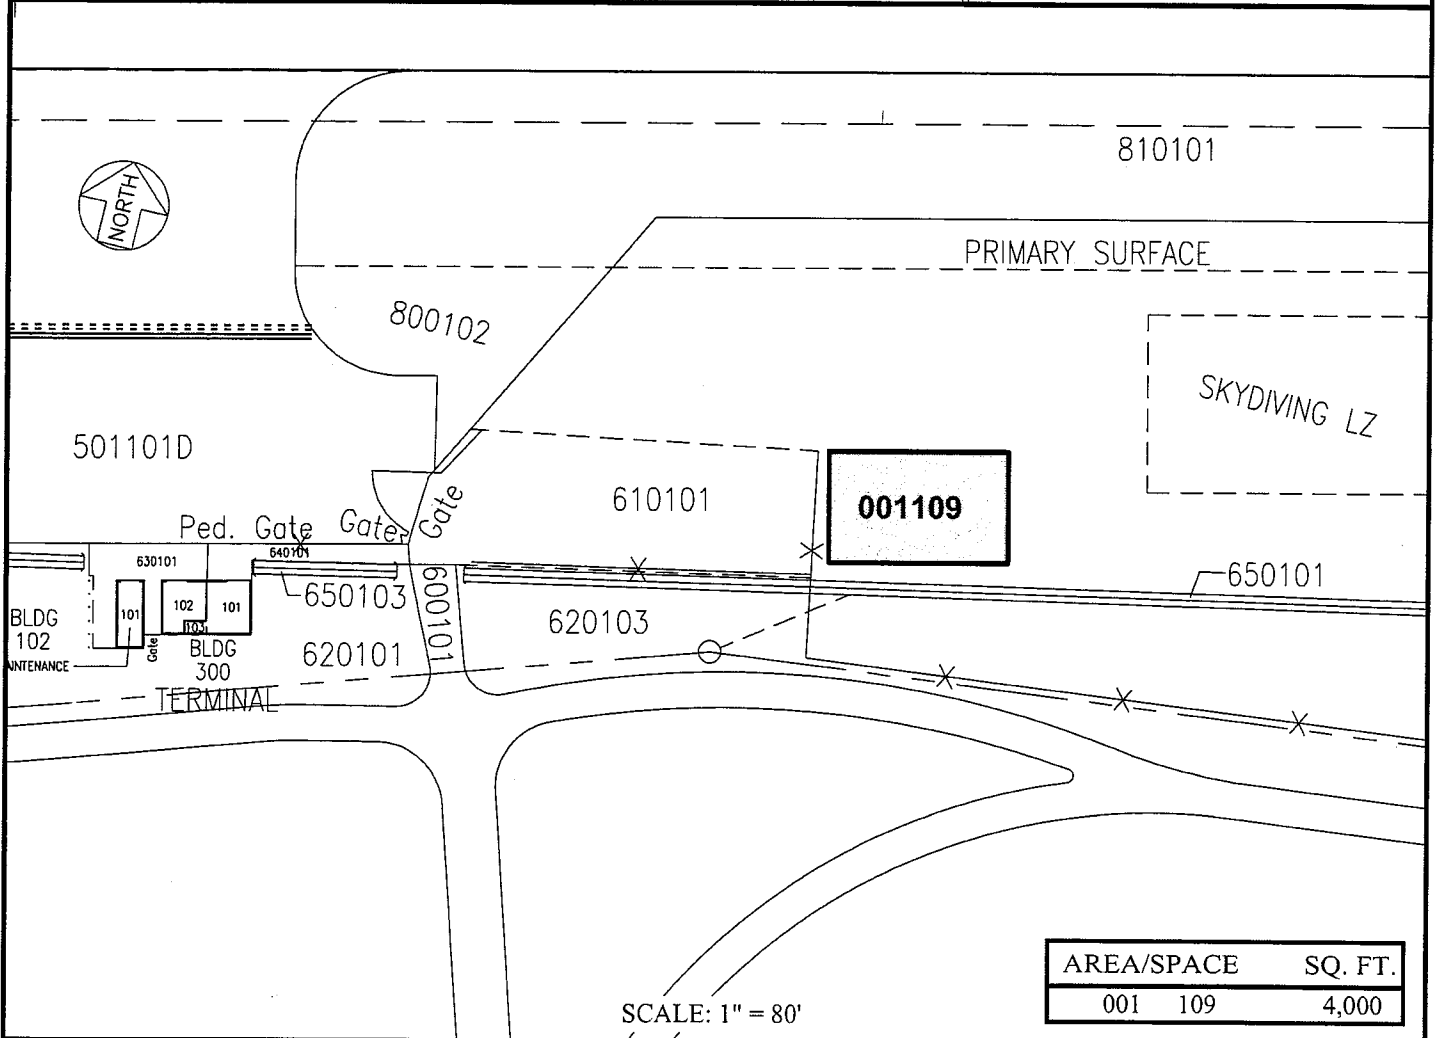 810101
NORTH
PRIMARY SURFACE
800102
SKYDIVING LZ
501101D
610101
001109
Ped. Gate
Gate
Gate
630101
640101
650103
600101
650101
620103
BLDG
102
101
102
101
103
INTENANCE
Gate
BLDG
300
TERMINAL
620101
AREA/SPACE SQ. FT.
001 109 4,000
SCALE: 1" = 80'